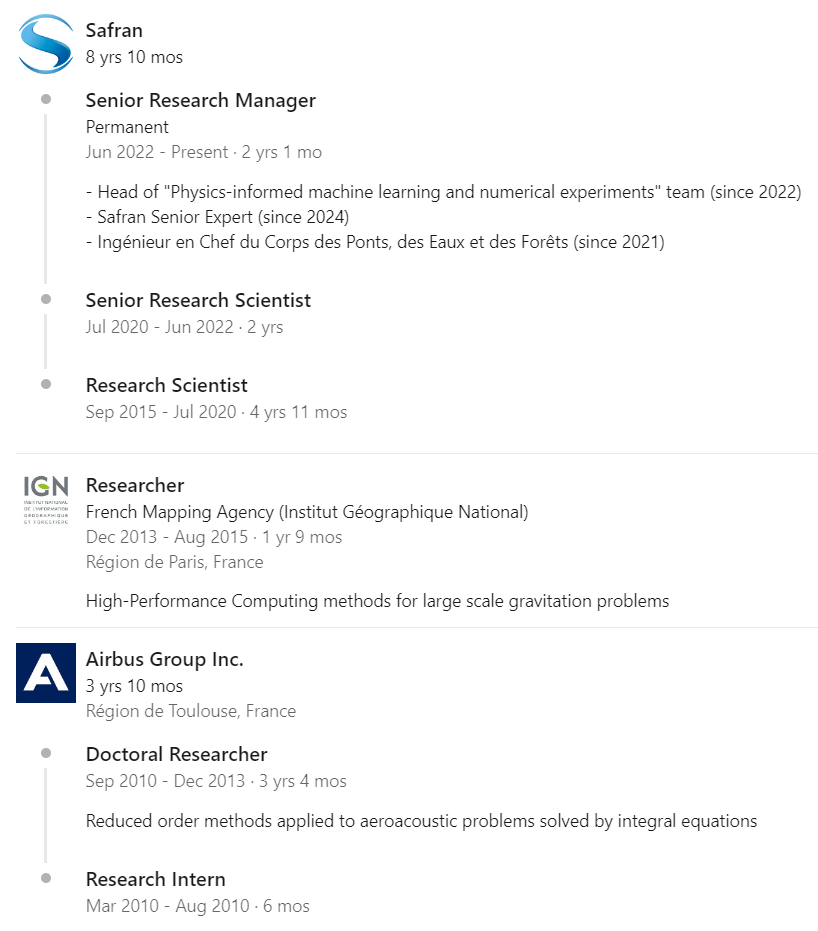 Safran
8 yrs 10 mos
Senior Research Manager
Permanent
Jun 2022 - Present · 2 yrs 1 mo
- Head of "Physics-informed machine learning and numerical experiments" team (since 2022)
- Safran Senior Expert (since 2024)
- Ingénieur en Chef du Corps des Ponts, des Eaux et des Forêts (since 2021)
Senior Research Scientist
Jul 2020 - Jun 2022 · 2 yrs
Research Scientist
Sep 2015 - Jul 2020 · 4 yrs 11 mos
IGN
INSTITUT NATIONAL
DE L'INFORMATION
GÉOGRAPHIQUE
ET FORESTIÈRE
Researcher
French Mapping Agency (Institut Géographique National)
Dec 2013 - Aug 2015 · 1 yr 9 mos
Région de Paris, France
High-Performance Computing methods for large scale gravitation problems
Airbus Group Inc.
3 yrs 10 mos
Région de Toulouse, France
Doctoral Researcher
Sep 2010 - Dec 2013 · 3 yrs 4 mos
Reduced order methods applied to aeroacoustic problems solved by integral equations
Research Intern
Mar 2010 - Aug 2010 · 6 mos